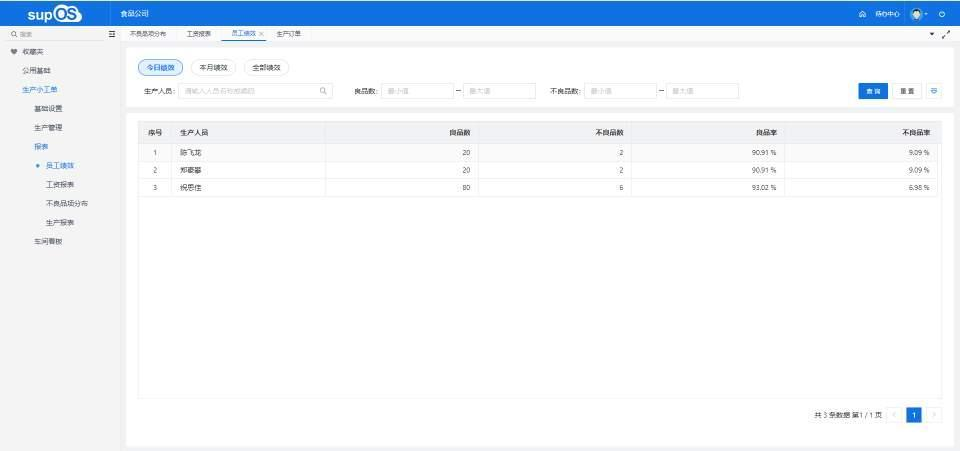 supOS
食品公司
待办中心
搜索
不良品项分布 工资报表 员工绩效 生产订单
收藏夹
公用基础
生产小工单
基础设置
生产管理
报表
员工绩效
工资报表
不良品项分布
生产报表
车间看板
今日绩效 本月绩效 全部绩效
生产人员: 请输入人员名称或编码 良品数: 最小值 – 最大值 不良品数: 最小值 – 最大值 查询 重置
序号 生产人员 良品数 不良品数 良品率 不良品率
1 陈飞龙 20 2 90.91 % 9.09 %
2 20 2 90.91 % 9.09 %
3 祝思佳 80 6 93.02 % 6.98 %
共 3 条数据 第1 / 1 页 1